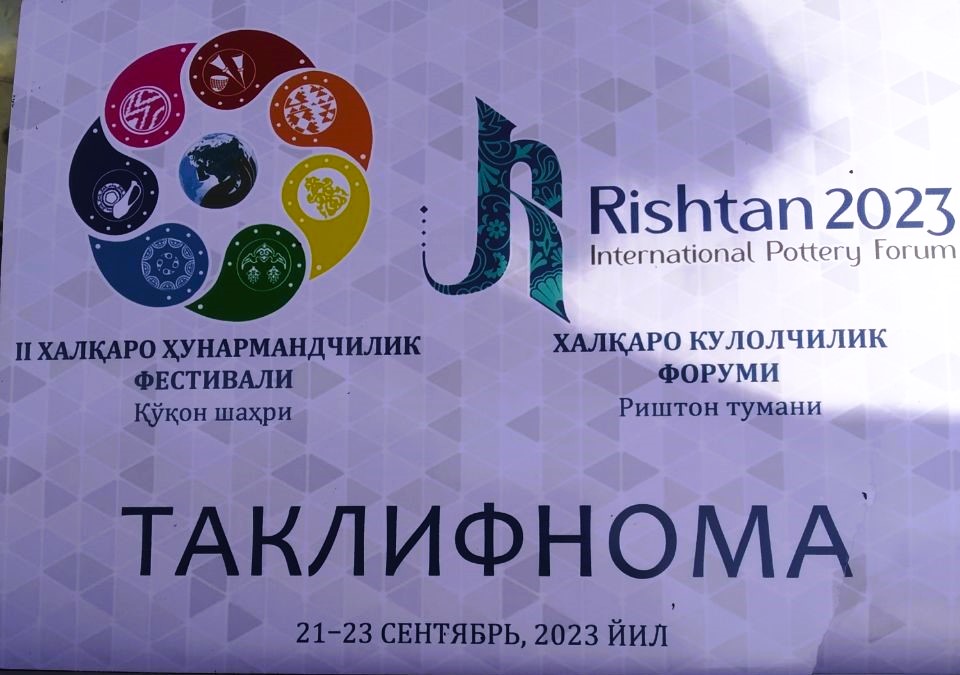 Rishtan 2023
International Pottery Forum
II ХАЛҚАРО ҲУНАРМАНДЧИЛИК
ФЕСТИВАЛИ
Қўқон шаҳри
ХАЛҚАРО КУЛОЛЧИЛИК
ФОРУМИ
Риштон тумани
ТАКЛИФНОМА
21–23 СЕНТЯБРЬ, 2023 ЙИЛ